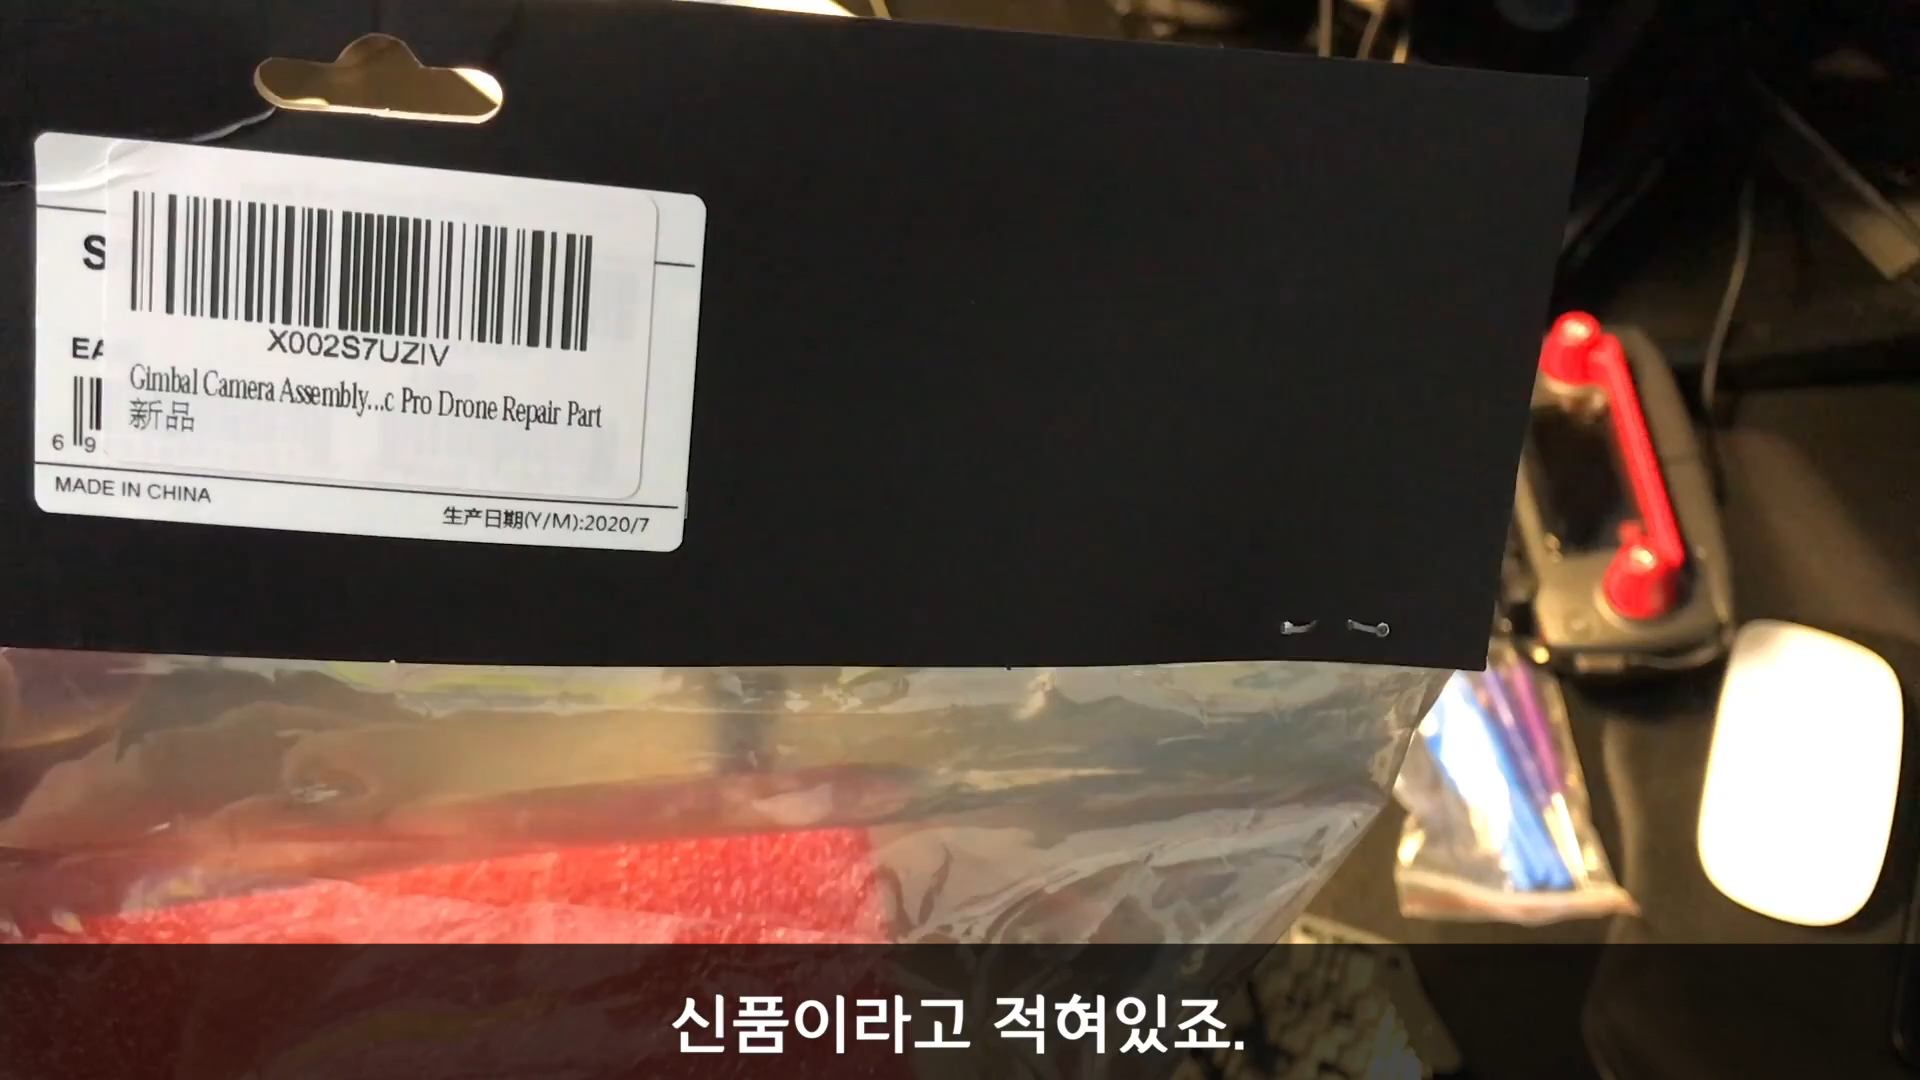 S
X002S7UZIV
EA
Gimbal Camera Assembly...c Pro Drone Repair Part
新品
6 9
MADE IN CHINA
生产日期(Y/M):2020/7
신품이라고 적혀있죠.